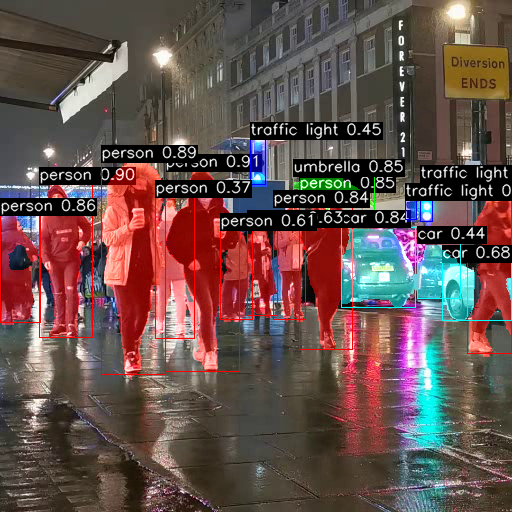 FOREVER 21
Diversion
ENDS
traffic light 0.45
person 0.89
person 0.91
umbrella 0.85
person 0.90
person 0.37
person 0.85
traffic light
person 0.84
traffic light 0
person 0.86
person 0.61
.63
car 0.84
car 0.44
car 0.68